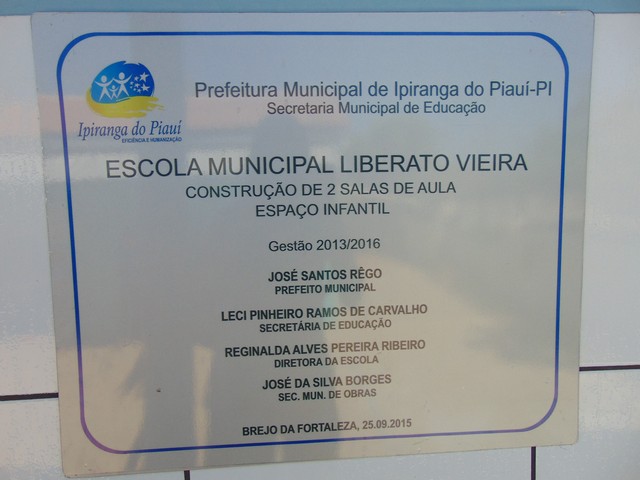 Prefeitura Municipal de Ipiranga do Piauí-PI
Secretaria Municipal de Educação
Ipiranga do Piauí
EFICIÊNCIA E HUMANIZAÇÃO
ESCOLA MUNICIPAL LIBERATO VIEIRA
CONSTRUÇÃO DE 2 SALAS DE AULA
ESPAÇO INFANTIL
Gestão 2013/2016
JOSÉ SANTOS RÊGO
PREFEITO MUNICIPAL
LECI PINHEIRO RAMOS DE CARVALHO
SECRETÁRIA DE EDUCAÇÃO
REGINALDA ALVES PEREIRA RIBEIRO
DIRETORA DA ESCOLA
JOSÉ DA SILVA BORGES
SEC. MUN. DE OBRAS
BREJO DA FORTALEZA, 25.09.2015